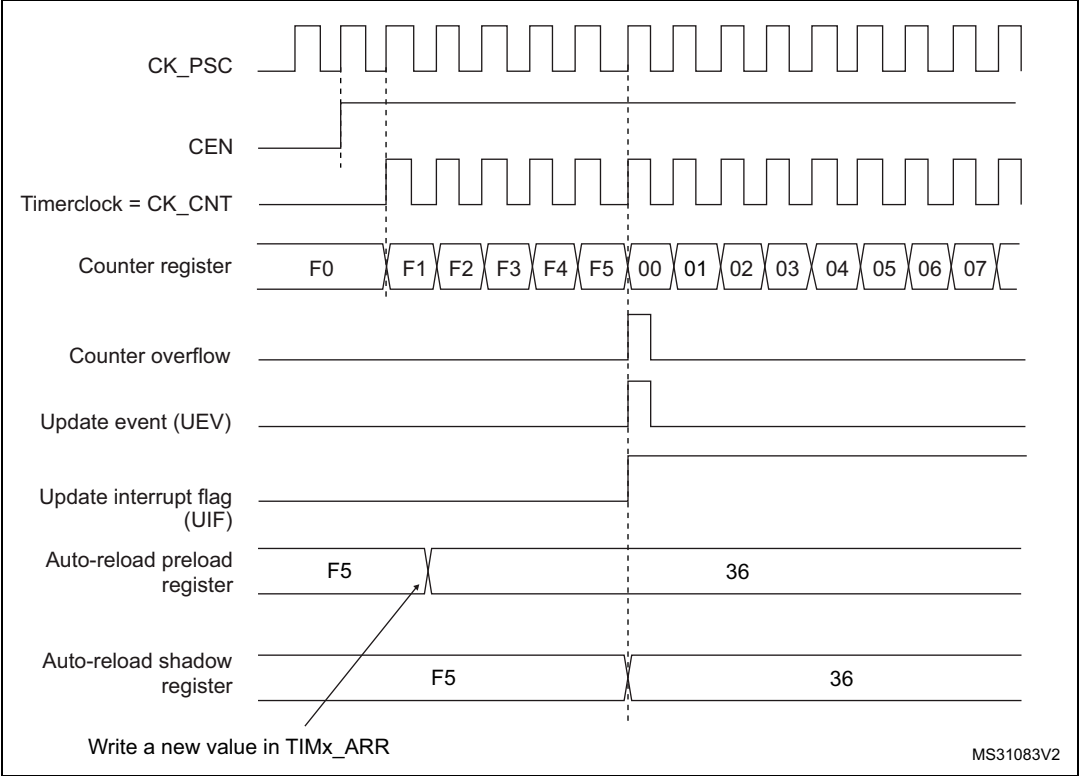 CK_PSC
CEN
Timerclock = CK_CNT
Counter register
F0 F1 F2 F3 F4 F5 00 01 02 03 04 05 06 07
Counter overflow
Update event (UEV)
Update interrupt flag
(UIF)
Auto-reload preload
register
F5 36
Auto-reload shadow
register
F5 36
Write a new value in TIMx_ARR
MS31083V2